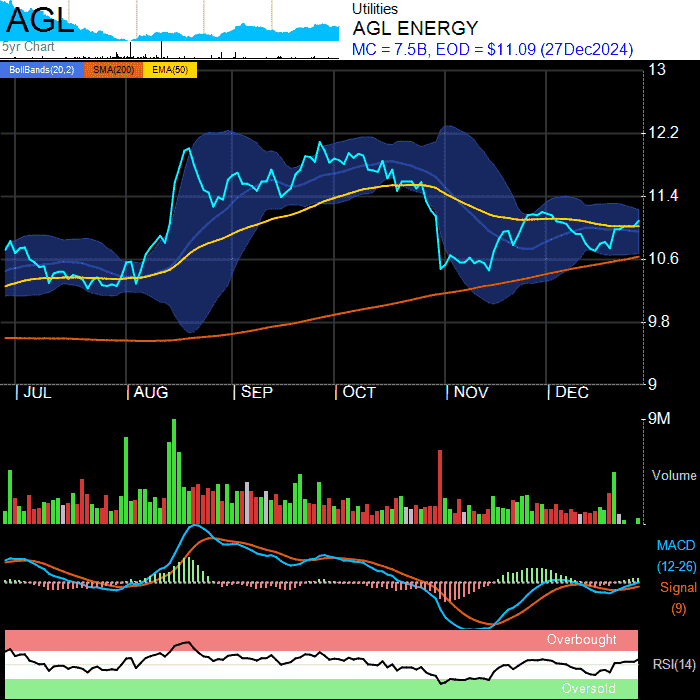 AGL
5yr Chart
Utilities
AGL ENERGY
MC = 7.5B, EOD = $11.09 (27Dec2024)
BollBands(20,2) SMA(200) EMA(50)
13
12.2
11.4
10.6
9.8
9
JUL AUG SEP OCT NOV DEC
9M
Volume
MACD
(12-26)
Signal
(9)
Overbought
RSI(14)
Oversold